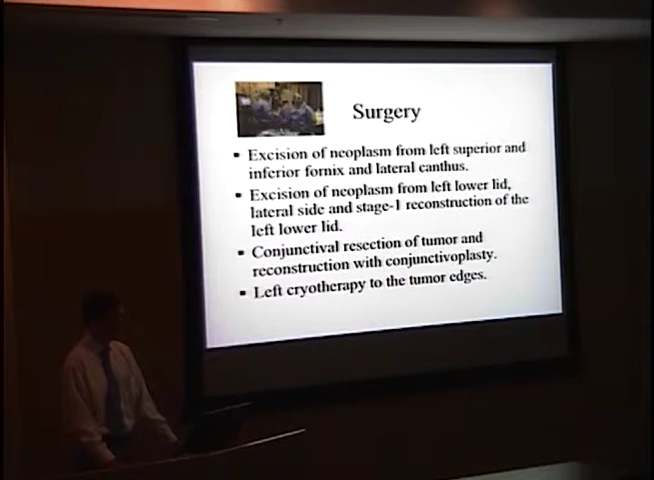 Surgery
▪ Excision of neoplasm from left superior and
inferior fornix and lateral canthus.
▪ Excision of neoplasm from left lower lid,
lateral side and stage-1 reconstruction of the
left lower lid.
▪ Conjunctival resection of tumor and
reconstruction with conjunctivoplasty.
▪ Left cryotherapy to the tumor edges.